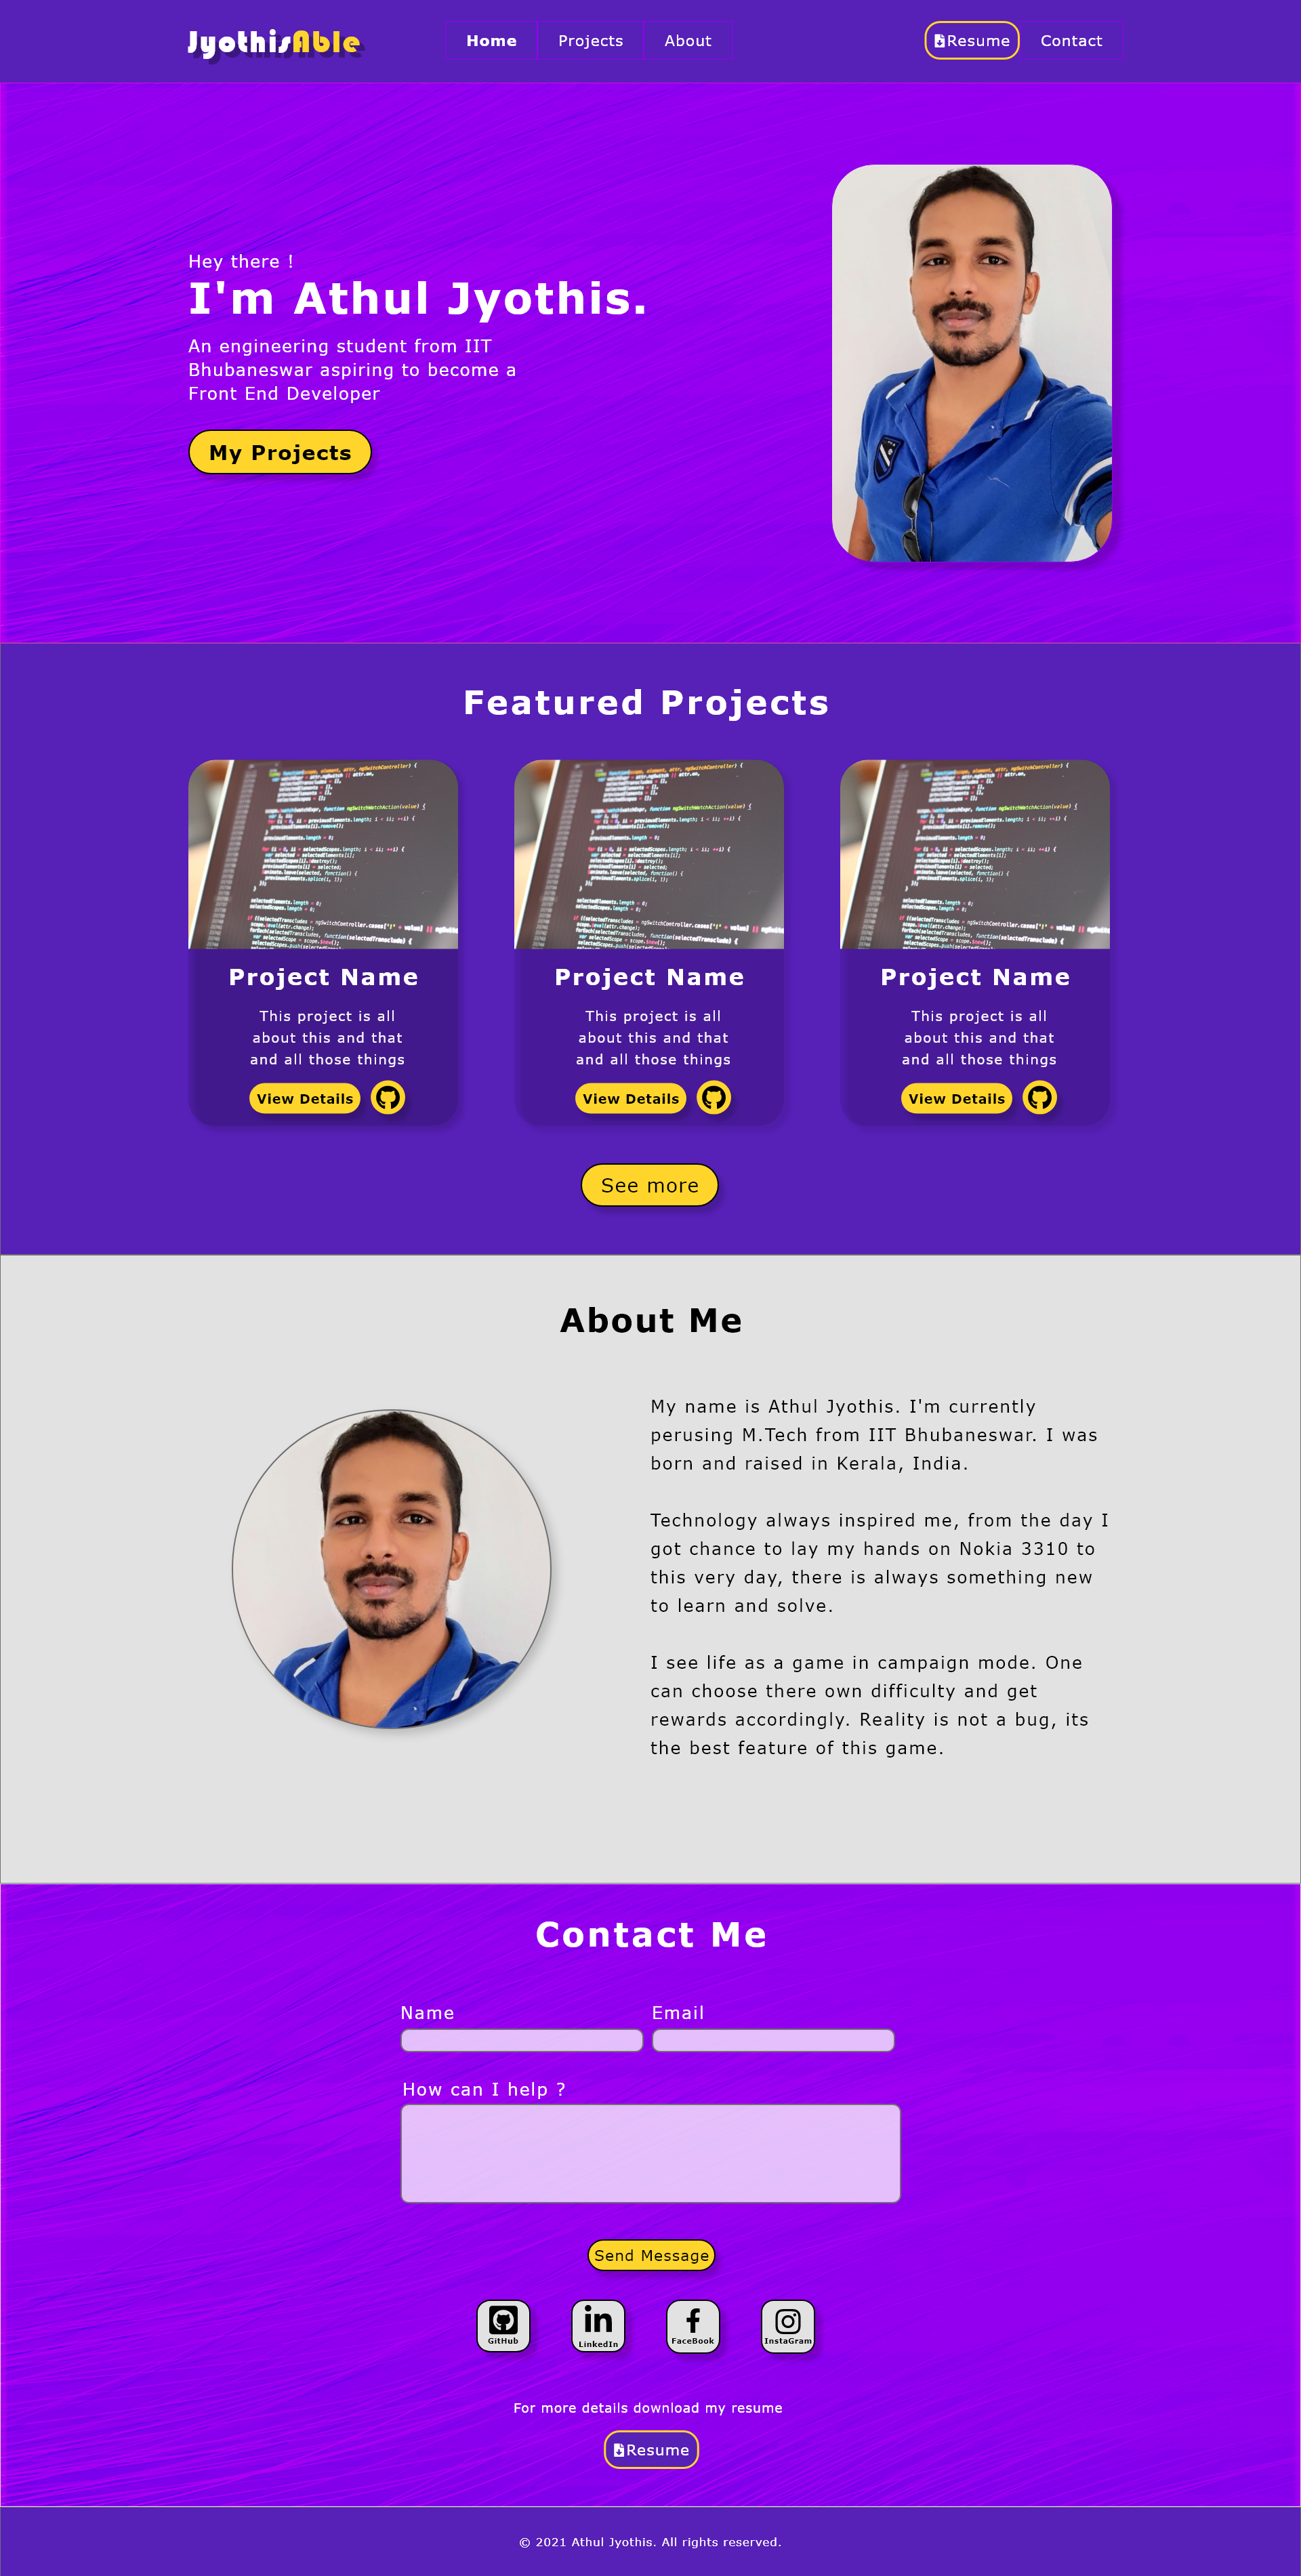 JyothisAble
Home
Projects
About
Resume
Contact
Hey there !
I'm Athul Jyothis.
An engineering student from IIT
Bhubaneswar aspiring to become a
Front End Developer
My Projects
Featured Projects
Project Name
This project is all
about this and that
and all those things
View Details
Project Name
This project is all
about this and that
and all those things
View Details
Project Name
This project is all
about this and that
and all those things
View Details
See more
About Me
My name is Athul Jyothis. I'm currently
perusing M.Tech from IIT Bhubaneswar. I was
born and raised in Kerala, India.
Technology always inspired me, from the day I
got chance to lay my hands on Nokia 3310 to
this very day, there is always something new
to learn and solve.
I see life as a game in campaign mode. One
can choose there own difficulty and get
rewards accordingly. Reality is not a bug, its
the best feature of this game.
Contact Me
Name
Email
How can I help ?
Send Message
GitHub
LinkedIn
FaceBook
InstaGram
For more details download my resume
Resume
© 2021 Athul Jyothis. All rights reserved.